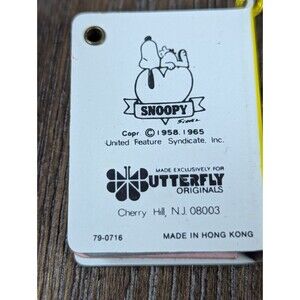 SNOOPY
SCHULZ
Copr. © 1958, 1965
United Feature Syndicate, Inc.
MADE EXCLUSIVELY FOR
BUTTERFLY
ORIGINALS
Cherry Hill, N.J. 08003
79-0716 MADE IN HONG KONG